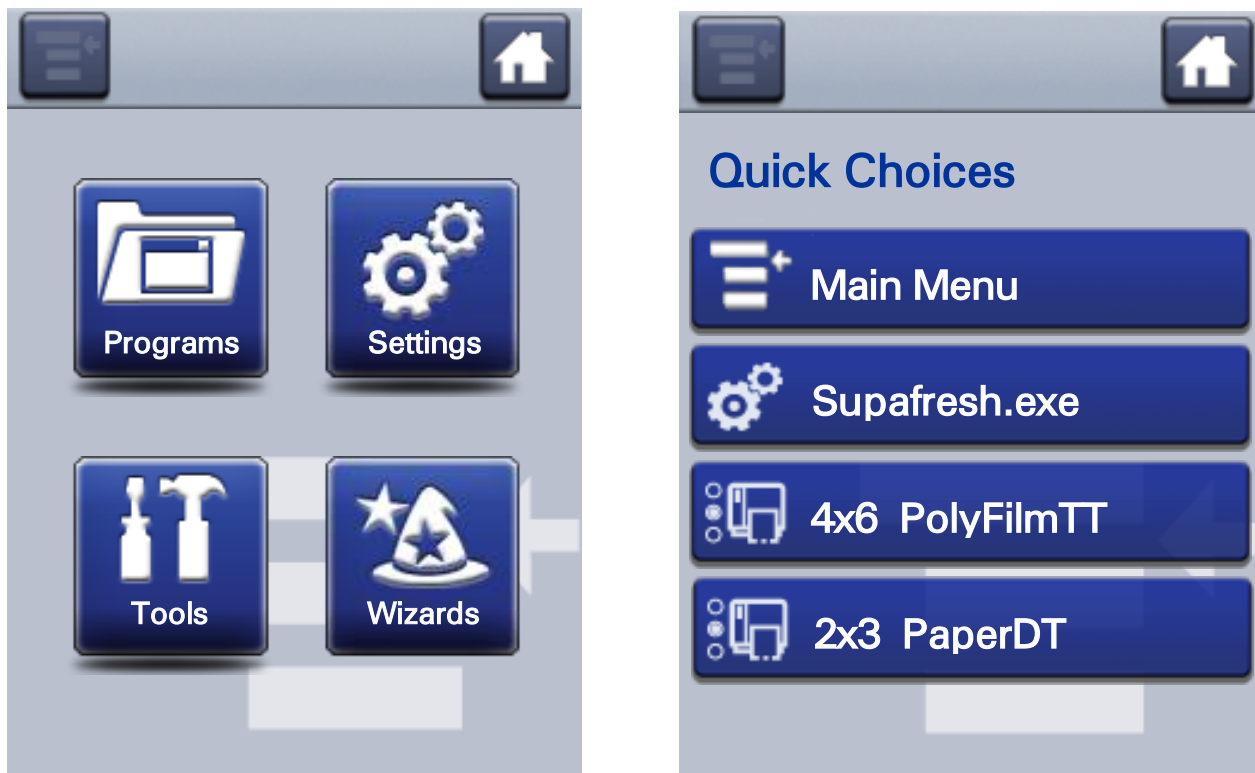 Programs
Settings
Tools
Wizards
Quick Choices
Main Menu
Supafresh.exe
4x6 PolyFilmTT
2x3 PaperDT